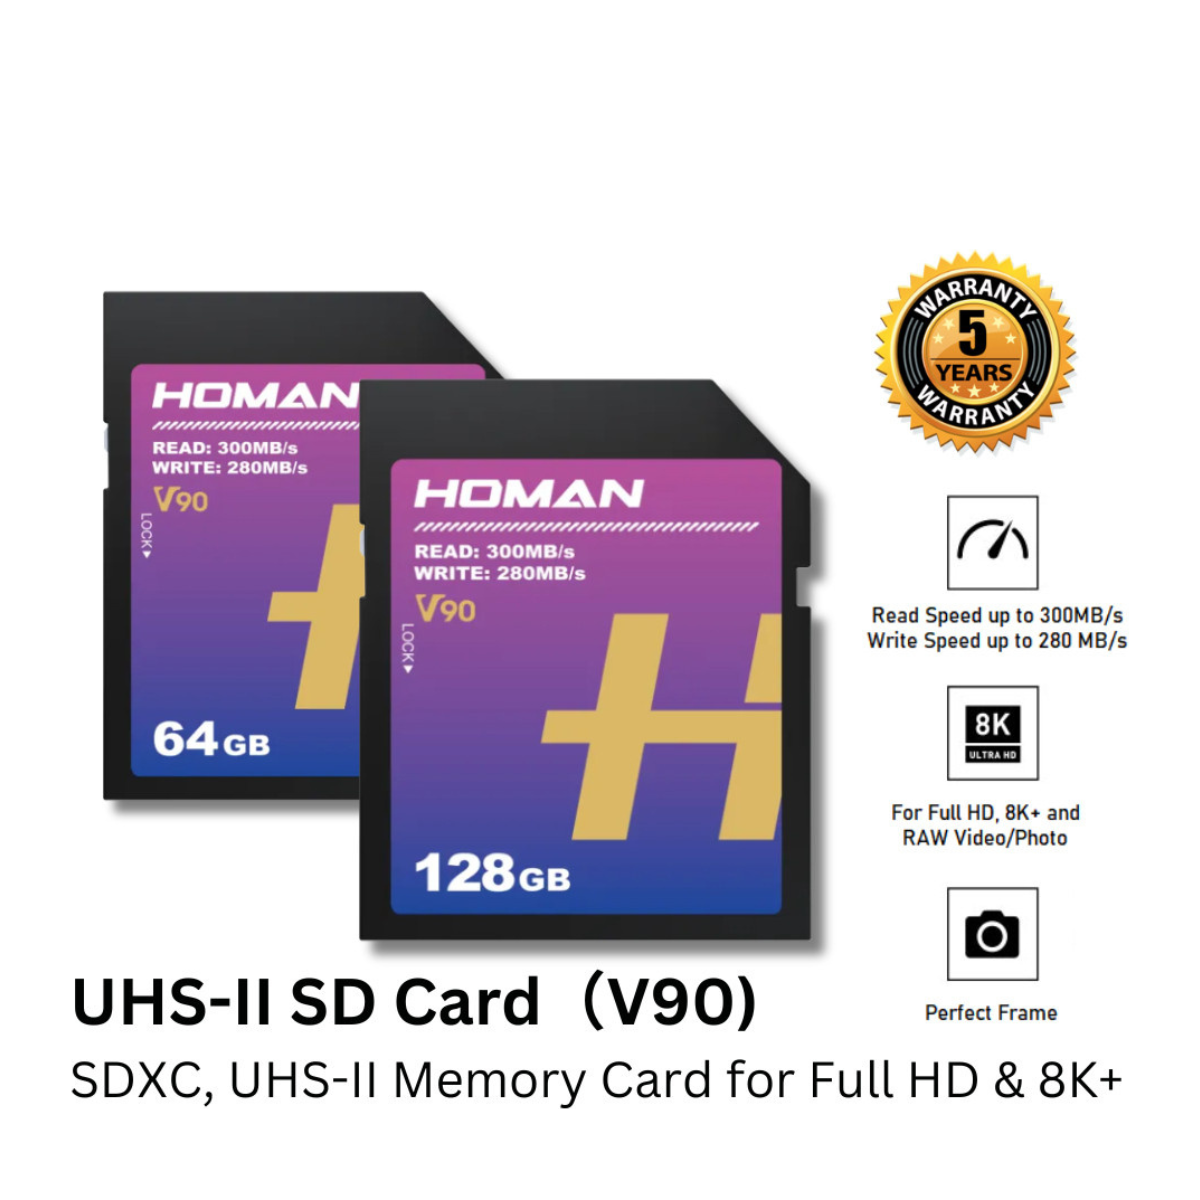 HOMAN
READ: 300MB/s
WRITE: 280MB/s
V90
LOCK
64GB
HOMAN
READ: 300MB/s
WRITE: 280MB/s
V90
LOCK
128GB
WARRANTY
5
YEARS
WARRANTY
Read Speed up to 300MB/s
Write Speed up to 280 MB/s
8K
ULTRA HD
For Full HD, 8K+ and
RAW Video/Photo
Perfect Frame
UHS-II SD Card（V90)
SDXC, UHS-II Memory Card for Full HD & 8K+